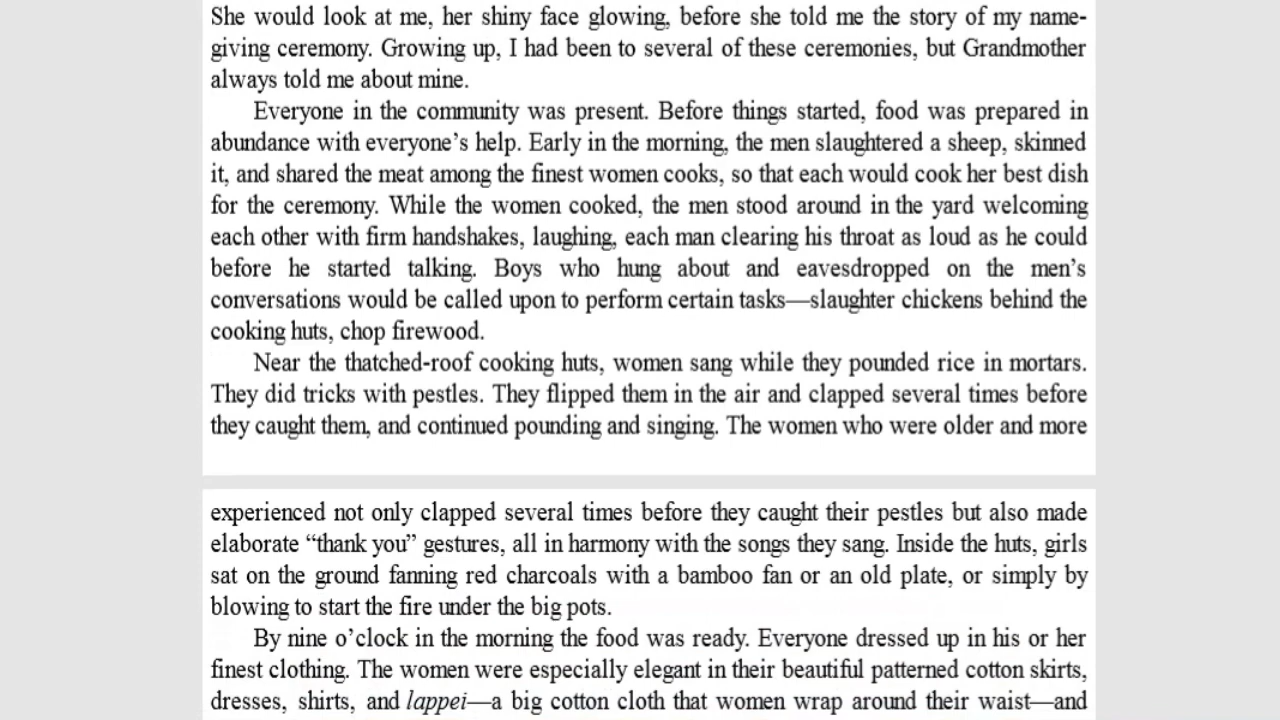 She would look at me, her shiny face glowing, before she told me the story of my name-
giving ceremony. Growing up, I had been to several of these ceremonies, but Grandmother
always told me about mine.
Everyone in the community was present. Before things started, food was prepared in
abundance with everyone’s help. Early in the morning, the men slaughtered a sheep, skinned
it, and shared the meat among the finest women cooks, so that each would cook her best dish
for the ceremony. While the women cooked, the men stood around in the yard welcoming
each other with firm handshakes, laughing, each man clearing his throat as loud as he could
before he started talking. Boys who hung about and eavesdropped on the men’s
conversations would be called upon to perform certain tasks—slaughter chickens behind the
cooking huts, chop firewood.
Near the thatched-roof cooking huts, women sang while they pounded rice in mortars.
They did tricks with pestles. They flipped them in the air and clapped several times before
they caught them, and continued pounding and singing. The women who were older and more
experienced not only clapped several times before they caught their pestles but also made
elaborate “thank you” gestures, all in harmony with the songs they sang. Inside the huts, girls
sat on the ground fanning red charcoals with a bamboo fan or an old plate, or simply by
blowing to start the fire under the big pots.
By nine o’clock in the morning the food was ready. Everyone dressed up in his or her
finest clothing. The women were especially elegant in their beautiful patterned cotton skirts,
dresses, shirts, and lappei—a big cotton cloth that women wrap around their waist—and